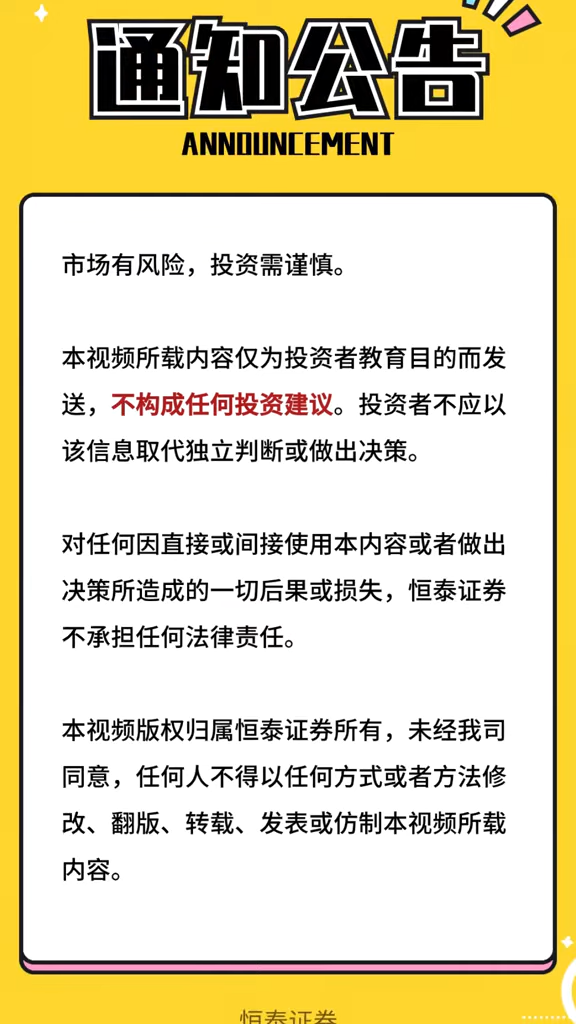 通知公告
ANNOUNCEMENT
市场有风险，投资需谨慎。
本视频所载内容仅为投资者教育目的而发
送，不构成任何投资建议。投资者不应以
该信息取代独立判断或做出决策。
对任何因直接或间接使用本内容或者做出
决策所造成的一切后果或损失，恒泰证券
不承担任何法律责任。
本视频版权归属恒泰证券所有，未经我司
同意，任何人不得以任何方式或者方法修
改、翻版、转载、发表或仿制本视频所载
内容。
恒泰证券